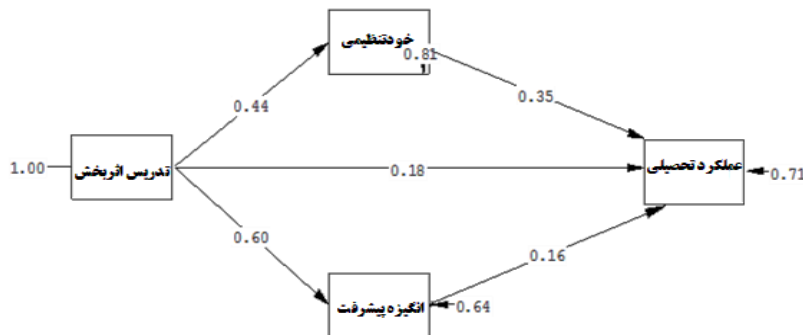 خودتنظیمی
0.81
0.44
0.35
1.00
تدریس اثربخش
0.18
عملکرد تحصیلی
0.71
0.60
0.16
انگیزه پیشرفت
0.64